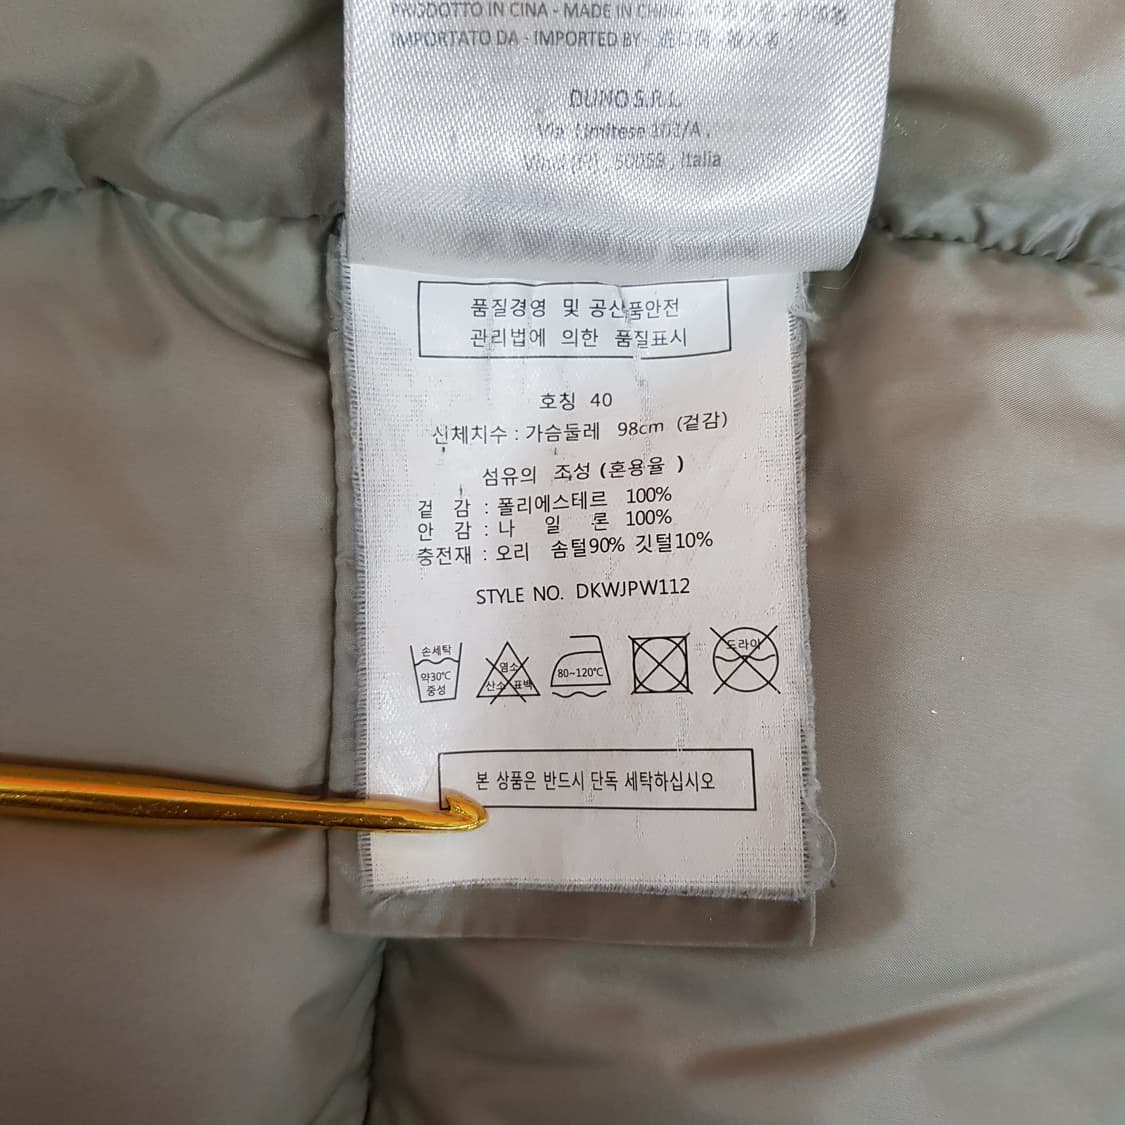 PRODOTTO IN CINA - MADE IN CHINA
IMPORTATO DA - IMPORTED BY
DUNO S.R.L.
Via Limitese
Italia
품질경영 및 공산품안전
관리법에 의한 품질표시
호칭 40
신체치수 : 가슴둘레 98cm (겉감)
섬유의 조성 (혼용율 )
겉 감 : 폴리에스테르 100%
안 감 : 나 일 론 100%
충전재 : 오리 솜털90% 깃털10%
STYLE NO. DKWJPW112
손세탁 약30℃ 중성
염소 산소 표백
80~120℃
드라이
본 상품은 반드시 단독 세탁하십시오